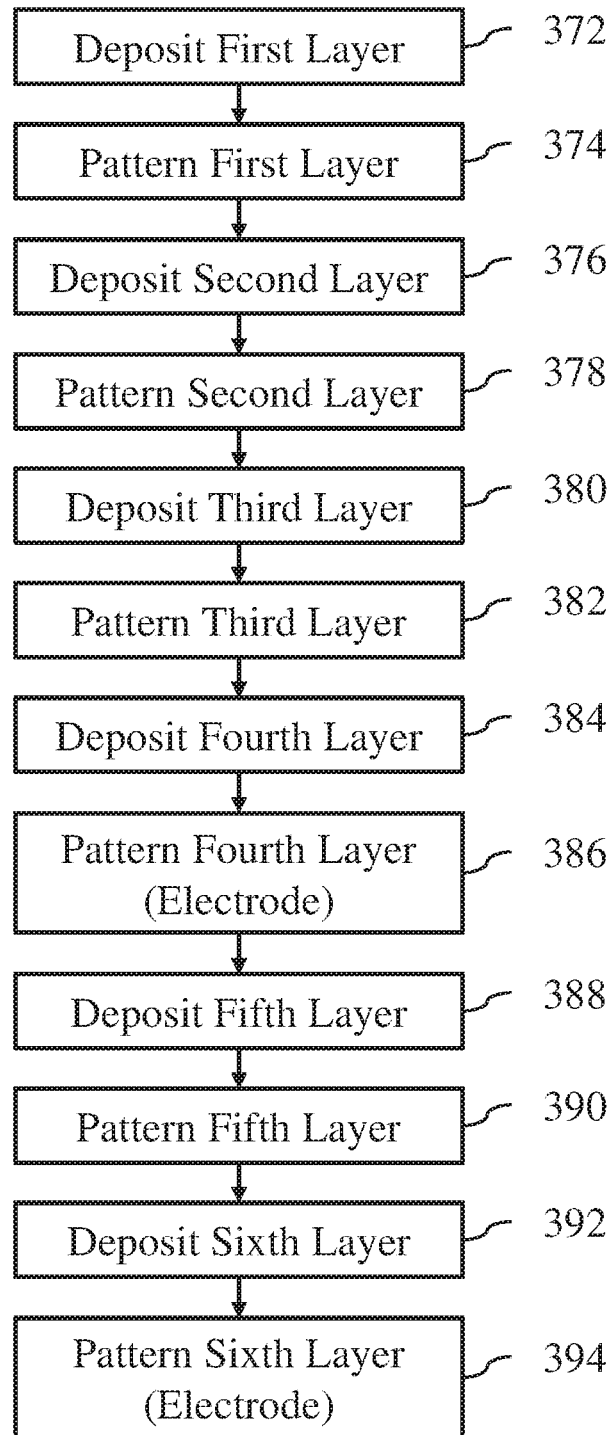 Deposit First Layer 372
Pattern First Layer 374
Deposit Second Layer 376
Pattern Second Layer 378
Deposit Third Layer 380
Pattern Third Layer 382
Deposit Fourth Layer 384
Pattern Fourth Layer
(Electrode) 386
Deposit Fifth Layer 388
Pattern Fifth Layer 390
Deposit Sixth Layer 392
Pattern Sixth Layer
(Electrode) 394